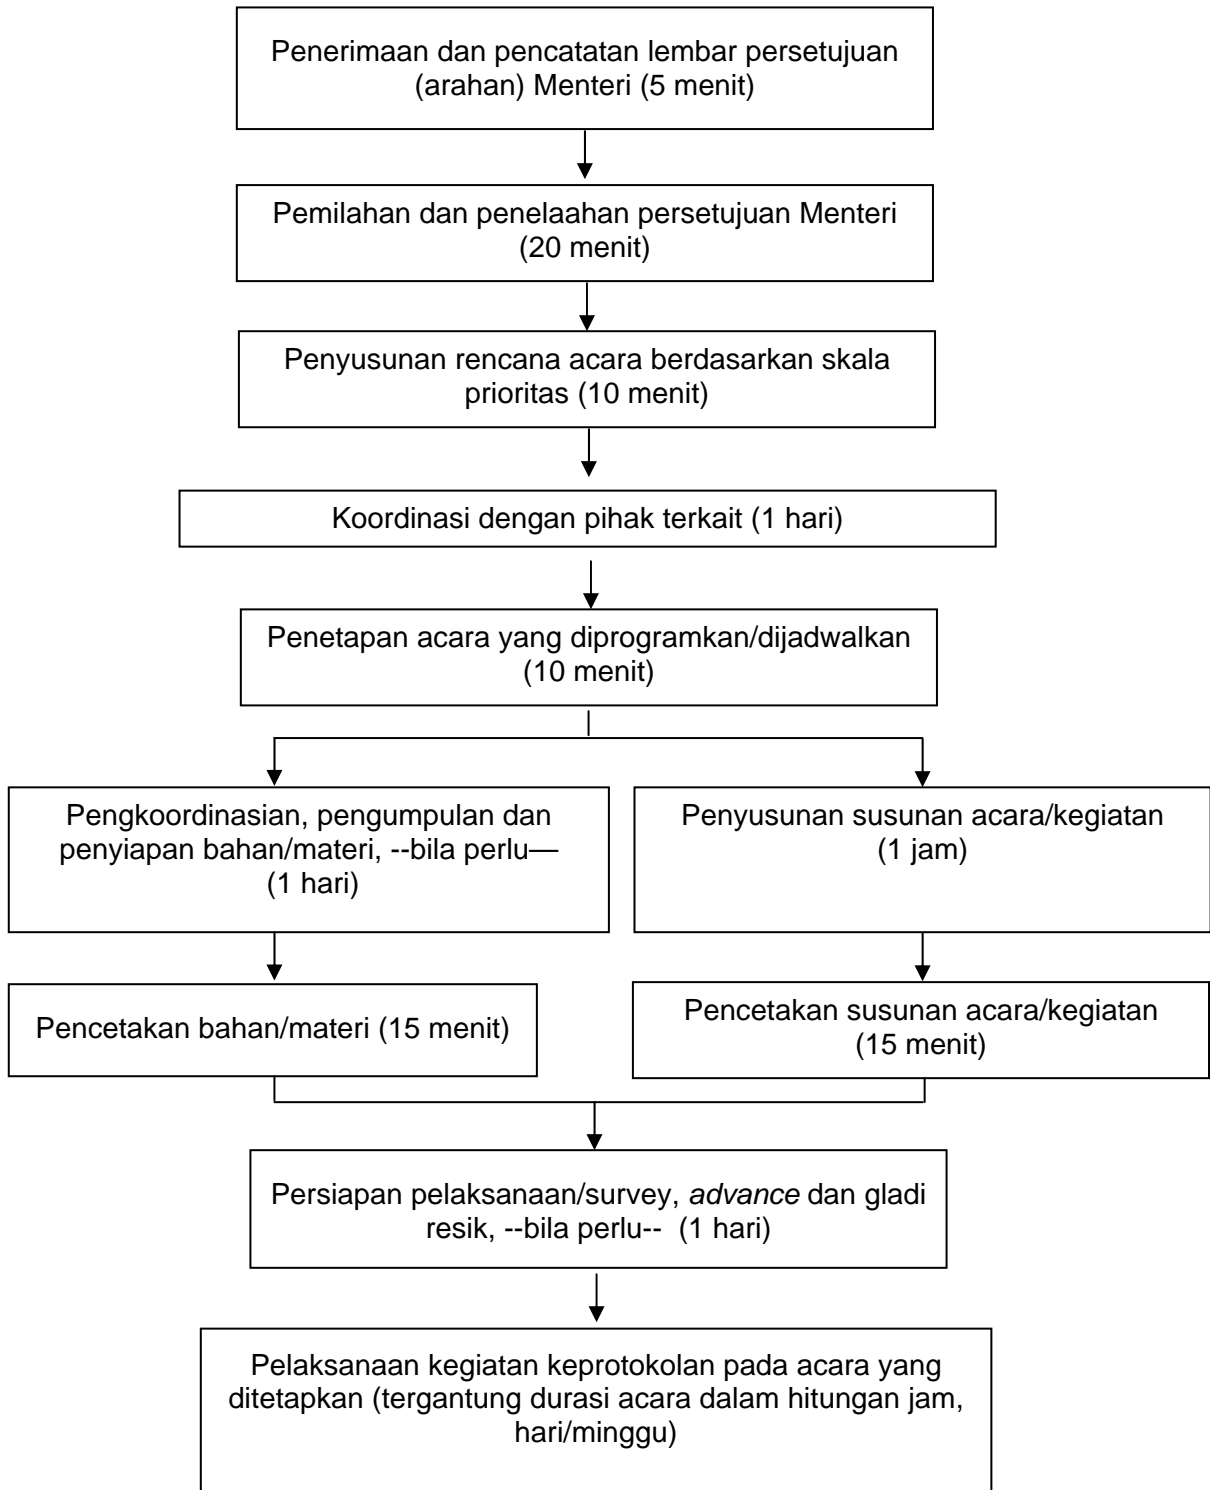 Penerimaan dan pencatatan lembar persetujuan
(arahan) Menteri (5 menit)
Pemilahan dan penelaahan persetujuan Menteri
(20 menit)
Penyusunan rencana acara berdasarkan skala
prioritas (10 menit)
Koordinasi dengan pihak terkait (1 hari)
Penetapan acara yang diprogramkan/dijadwalkan
(10 menit)
Pengkoordinasian, pengumpulan dan
penyiapan bahan/materi, --bila perlu—
(1 hari)
Penyusunan susunan acara/kegiatan
(1 jam)
Pencetakan bahan/materi (15 menit)
Pencetakan susunan acara/kegiatan
(15 menit)
Persiapan pelaksanaan/survey, advance dan gladi
resik, --bila perlu-- (1 hari)
Pelaksanaan kegiatan keprotokolan pada acara yang
ditetapkan (tergantung durasi acara dalam hitungan jam,
hari/minggu)